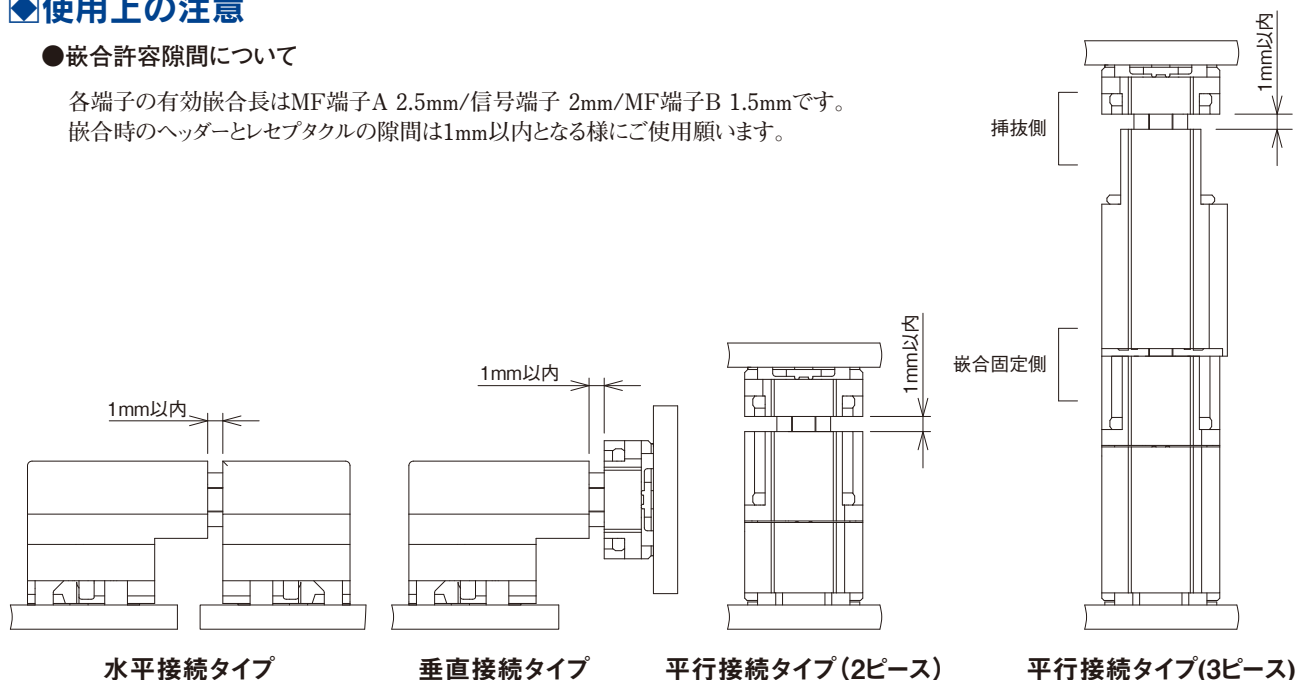 ◆使用上の注意
●嵌合許容隙間について
各端子の有効嵌合長はMF端子A 2.5mm/信号端子 2mm/MF端子B 1.5mmです。
嵌合時のヘッダーとレセプタクルの隙間は1mm以内となる様にご使用願います。
1mm以内
挿抜側
嵌合固定側
1mm以内
1mm以内
1mm以内
水平接続タイプ
垂直接続タイプ
平行接続タイプ（2ピース）
平行接続タイプ(3ピース)